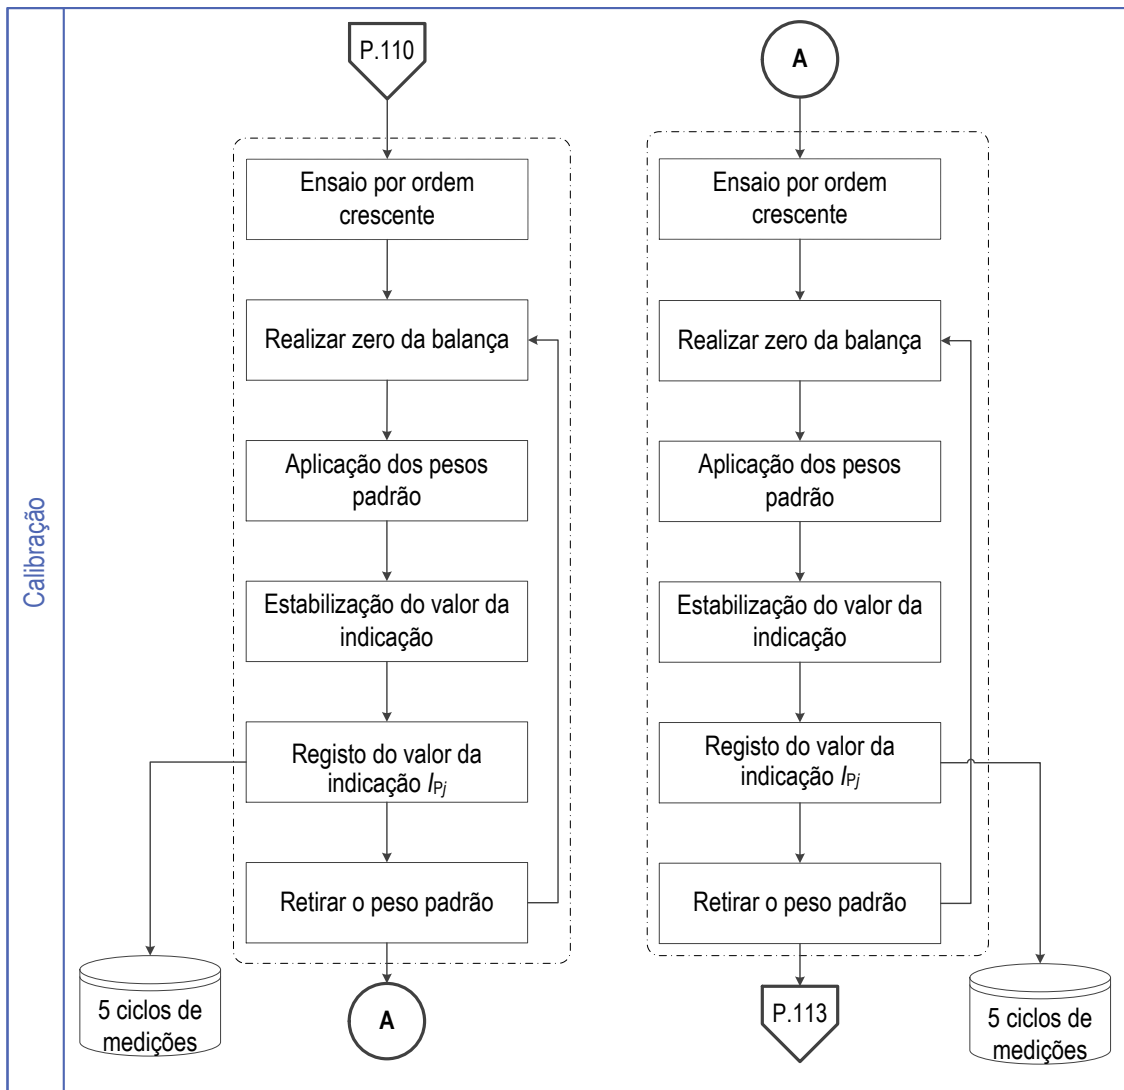 Calibração
P.110
Ensaio por ordem
crescente
Realizar zero da balança
Aplicação dos pesos
padrão
Estabilização do valor da
indicação
Registo do valor da
indicação IPj
Retirar o peso padrão
5 ciclos de
medições
A
A
Ensaio por ordem
crescente
Realizar zero da balança
Aplicação dos pesos
padrão
Estabilização do valor da
indicação
Registo do valor da
indicação IPj
Retirar o peso padrão
P.113
5 ciclos de
medições